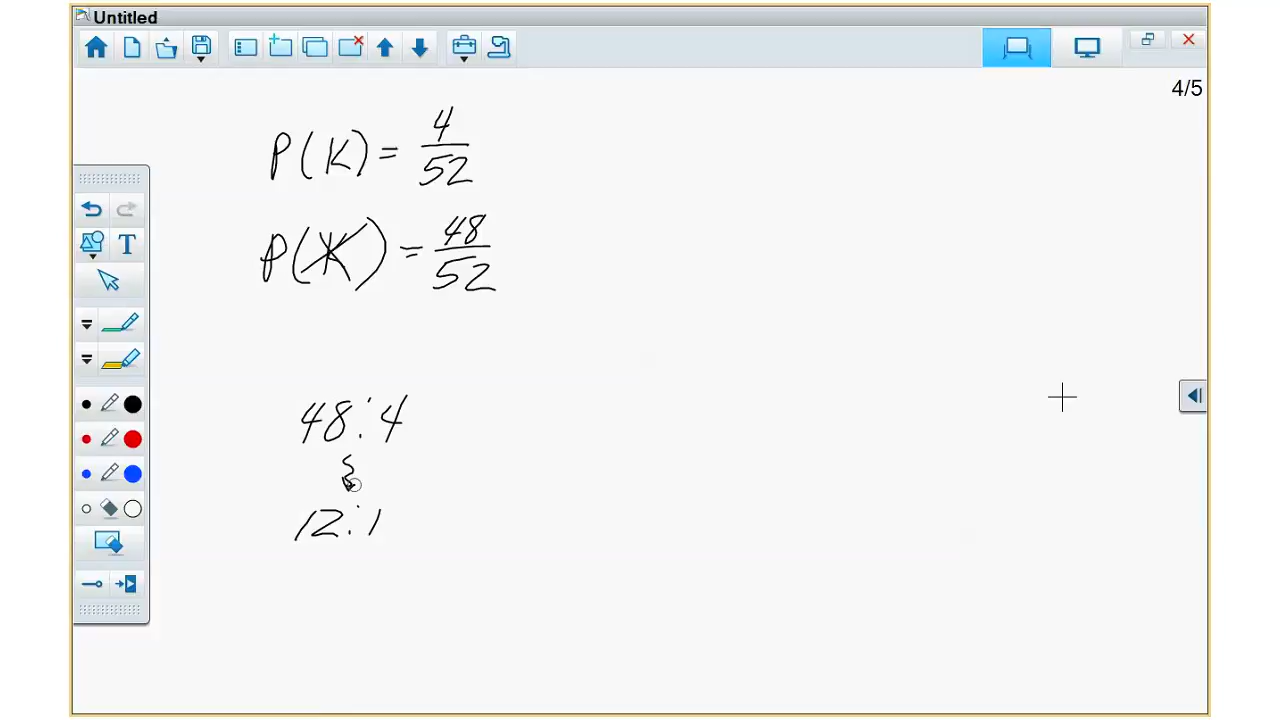 Untitled
4/5
P(K) = 4/52
P(K̸) = 48/52
48:4
12:1
T